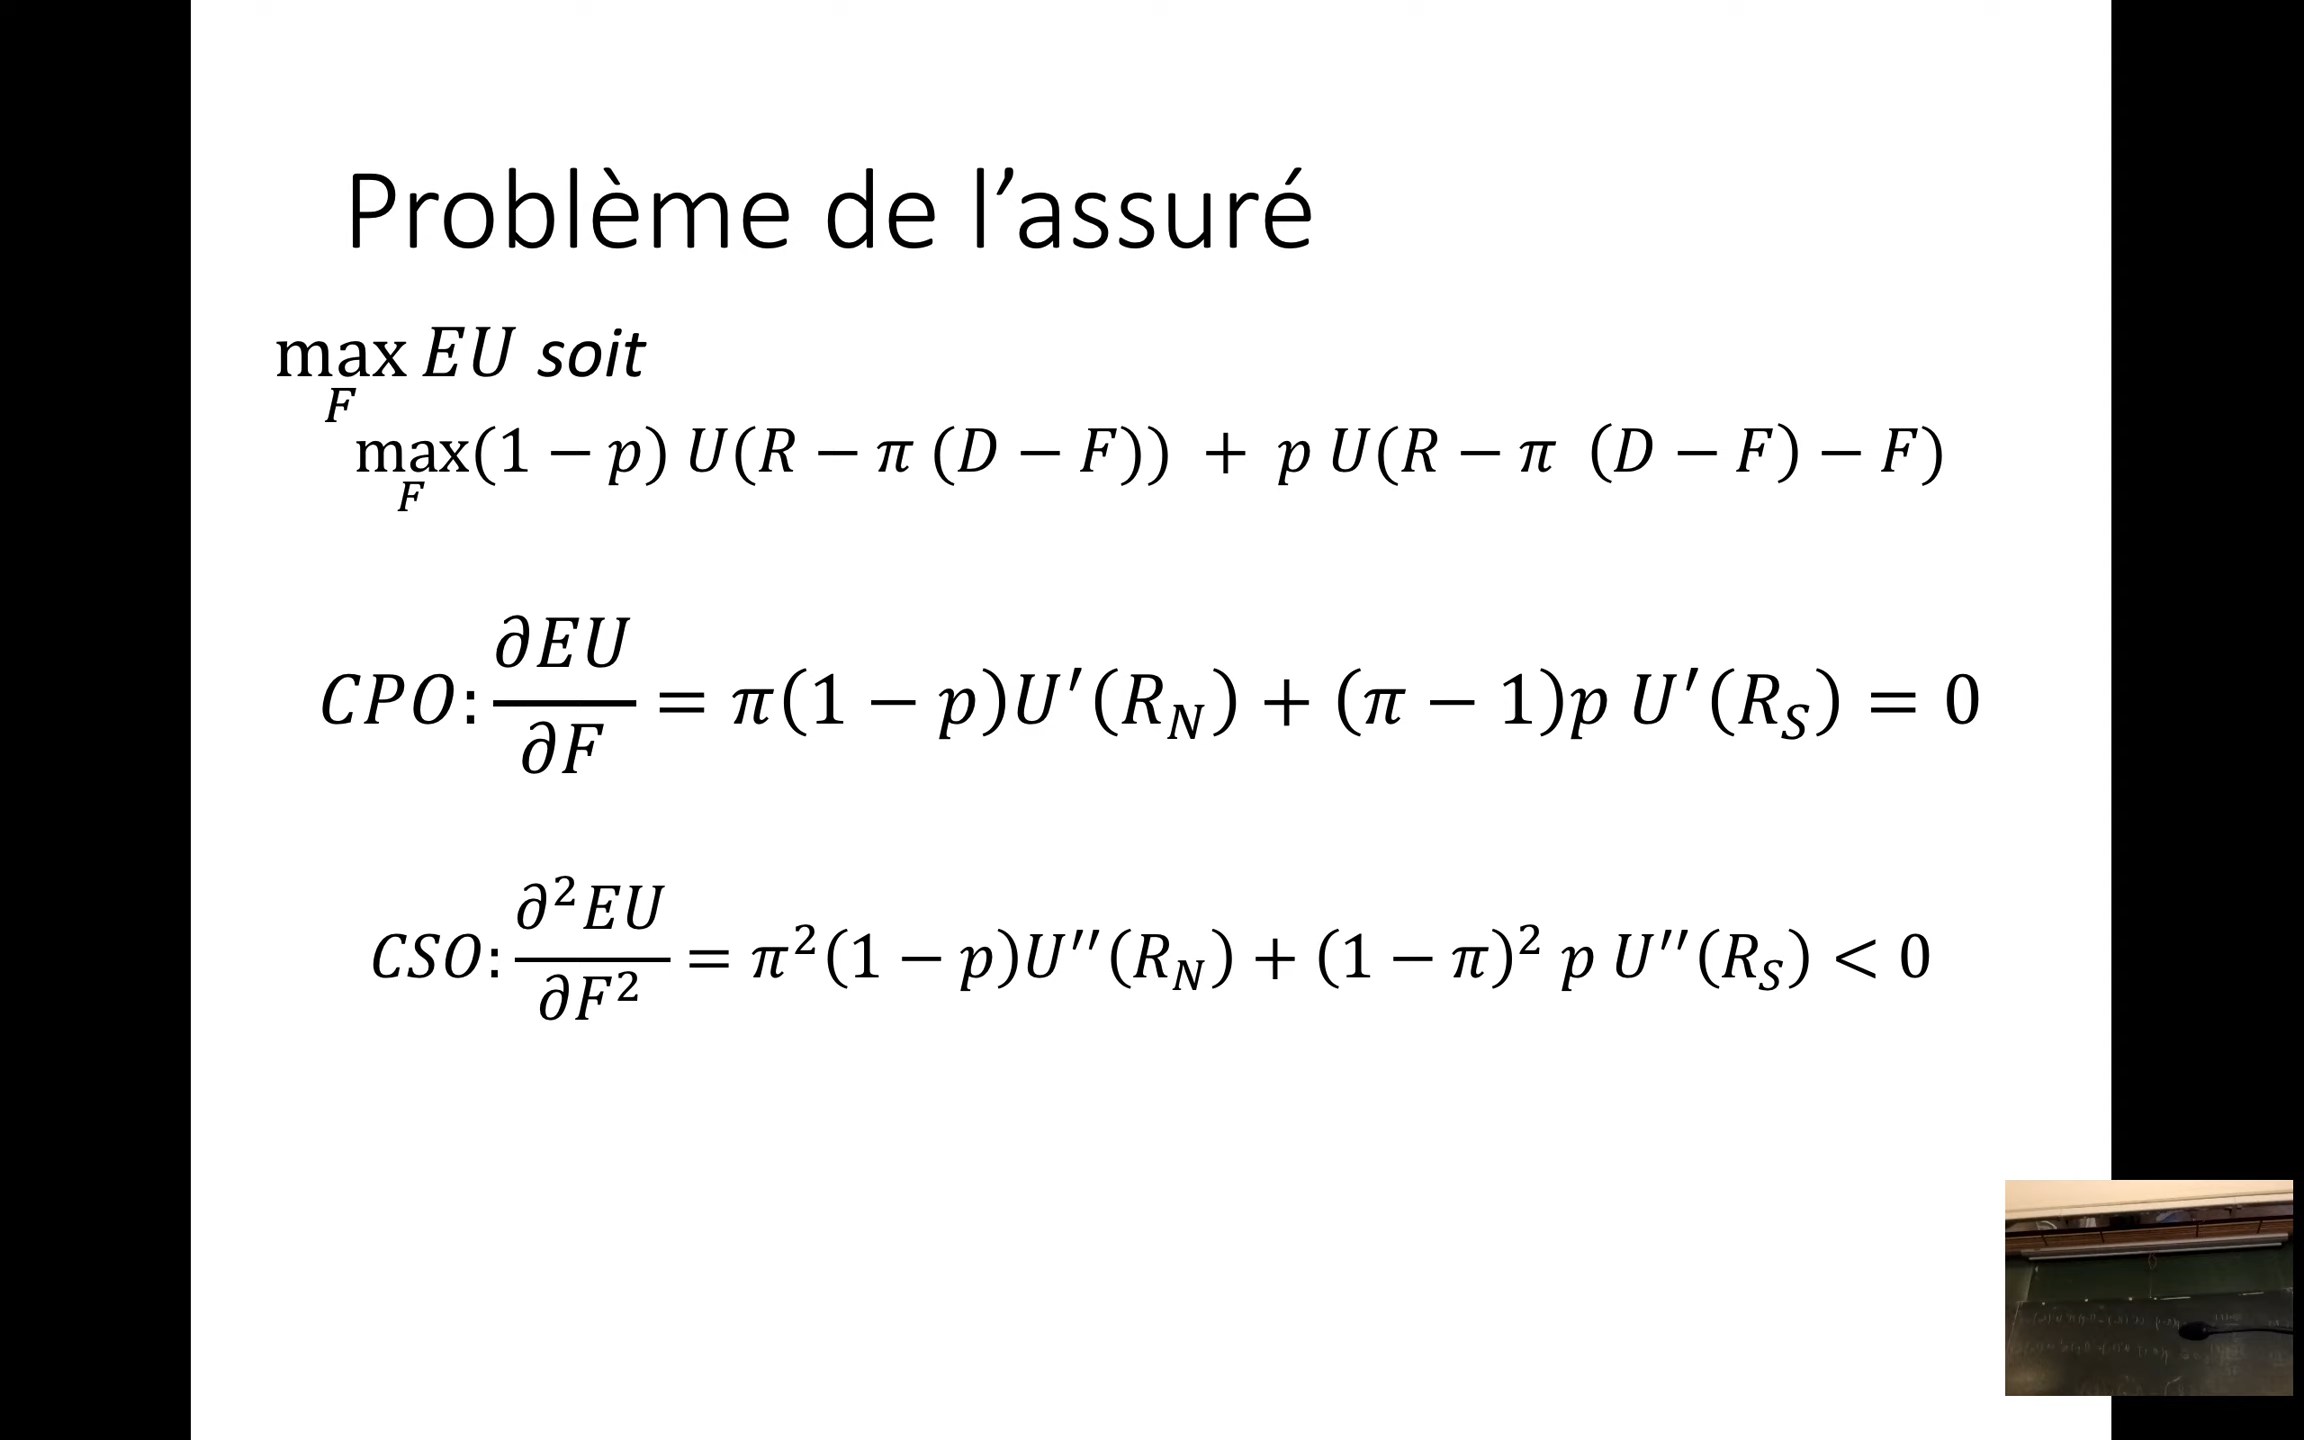 Problème de l’assuré
max EU soit
F
max(1 − p) U(R − π (D − F)) + p U(R − π (D − F) − F)
F
CPO: ∂EU/∂F = π(1 − p)U′(R_N) + (π − 1)p U′(R_S) = 0
CSO: ∂²EU/∂F² = π²(1 − p)U′′(R_N) + (1 − π)² p U′′(R_S) < 0